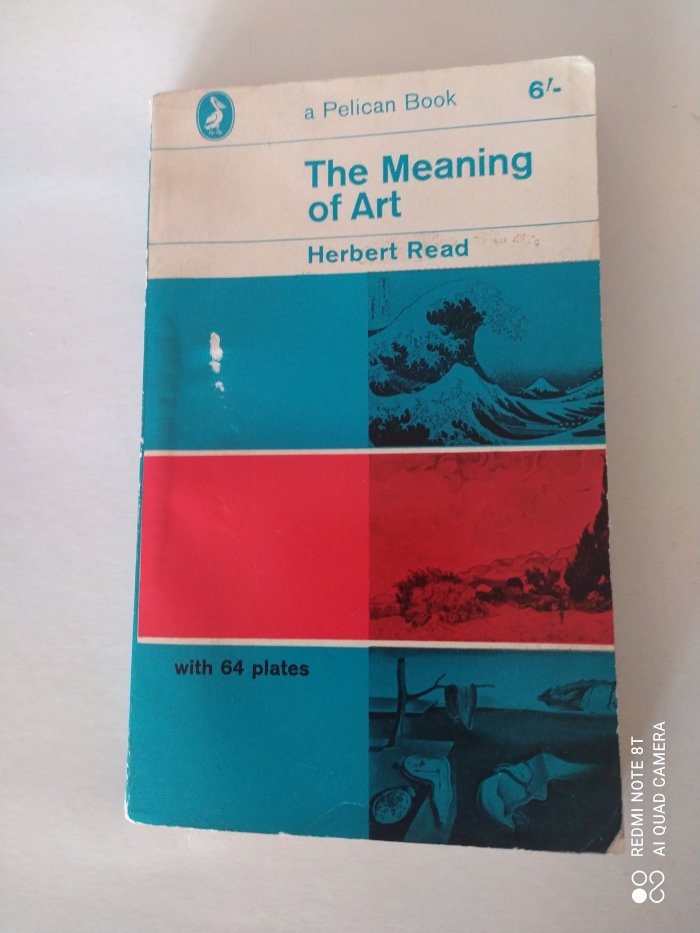 a Pelican Book
6/-
The Meaning
of Art
Herbert Read
with 64 plates
REDMI NOTE 8T
AI QUAD CAMERA